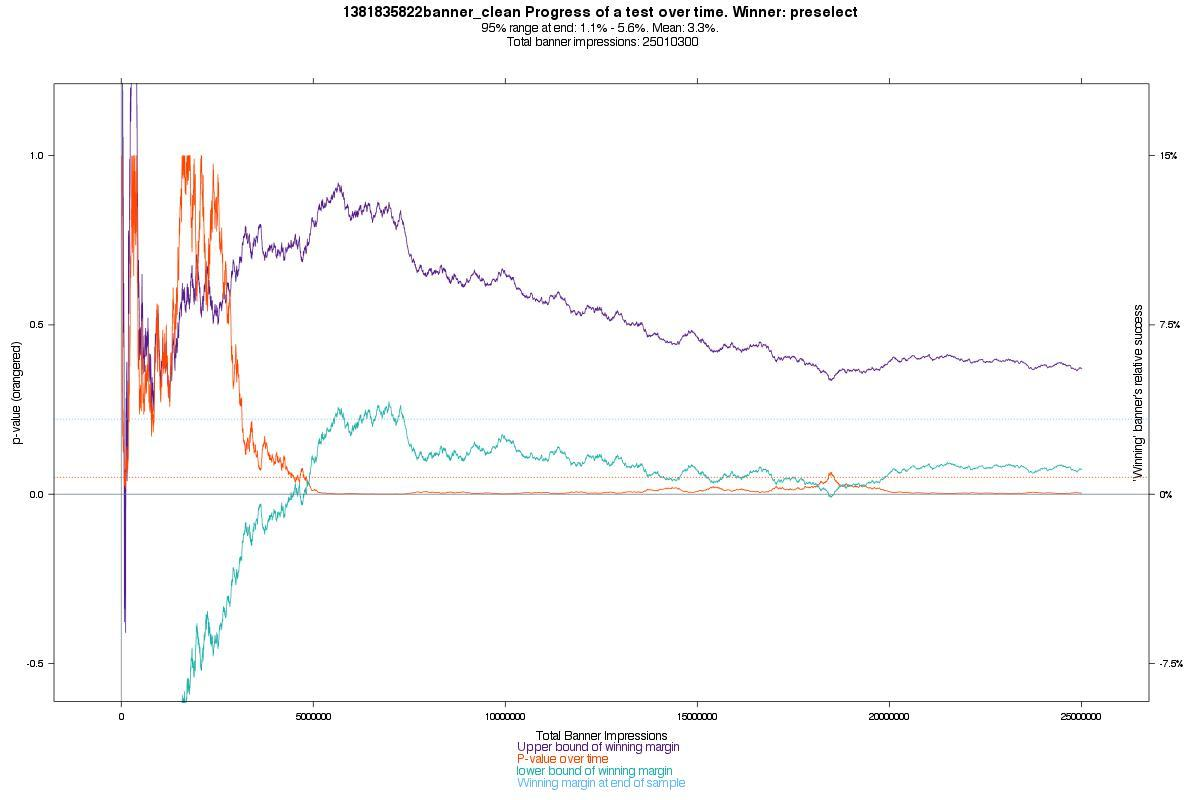 1381835822banner_clean Progress of a test over time. Winner: preselect
95% range at end: 1.1% - 5.6%. Mean: 3.3%.
Total banner impressions: 25010300
1.0
0.5
0.0
-0.5
p-value (orangered)
15%
7.5%
0%
-7.5%
'Winning' banner's relative success
0
5000000
10000000
15000000
20000000
25000000
Total Banner Impressions
Upper bound of winning margin
P-value over time
lower bound of winning margin
Winning margin at end of sample